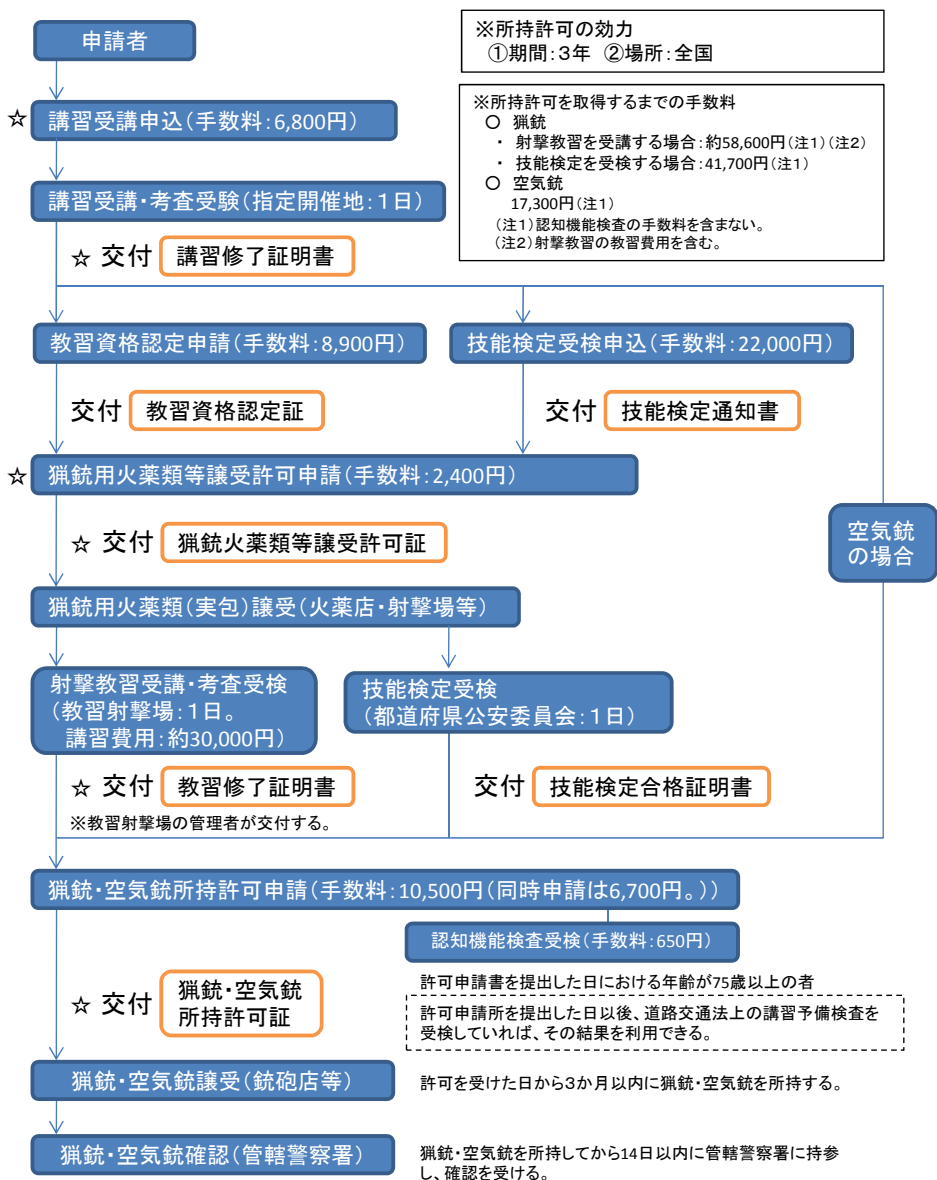 申請者
※所持許可の効力
①期間:3年 ②場所:全国
☆ 講習受講申込(手数料:6,800円)
※所持許可を取得するまでの手数料
○ 猟銃
・ 射撃教習を受講する場合:約58,600円(注1)(注2)
・ 技能検定を受検する場合:41,700円(注1)
○ 空気銃
17,300円(注1)
(注1)認知機能検査の手数料を含まない。
(注2)射撃教習の教習費用を含む。
講習受講・考査受験(指定開催地:1日)
☆ 交付 講習修了証明書
教習資格認定申請(手数料:8,900円)
技能検定受検申込(手数料:22,000円)
交付 教習資格認定証
交付 技能検定通知書
☆ 猟銃用火薬類等譲受許可申請(手数料:2,400円)
☆ 交付 猟銃火薬類等譲受許可証
空気銃
の場合
猟銃用火薬類(実包)譲受(火薬店・射撃場等)
射撃教習受講・考査受検
(教習射撃場:1日。
講習費用:約30,000円)
技能検定受検
(都道府県公安委員会:1日)
☆ 交付 教習修了証明書
交付 技能検定合格証明書
※教習射撃場の管理者が交付する。
猟銃・空気銃所持許可申請(手数料:10,500円(同時申請は6,700円。))
認知機能検査受検(手数料:650円)
許可申請書を提出した日における年齢が75歳以上の者
☆ 交付 猟銃・空気銃
所持許可証
許可申請所を提出した日以後、道路交通法上の講習予備検査を
受検していれば、その結果を利用できる。
猟銃・空気銃譲受(銃砲店等)
許可を受けた日から3か月以内に猟銃・空気銃を所持する。
猟銃・空気銃確認(管轄警察署)
猟銃・空気銃を所持してから14日以内に管轄警察署に持参
し、確認を受ける。